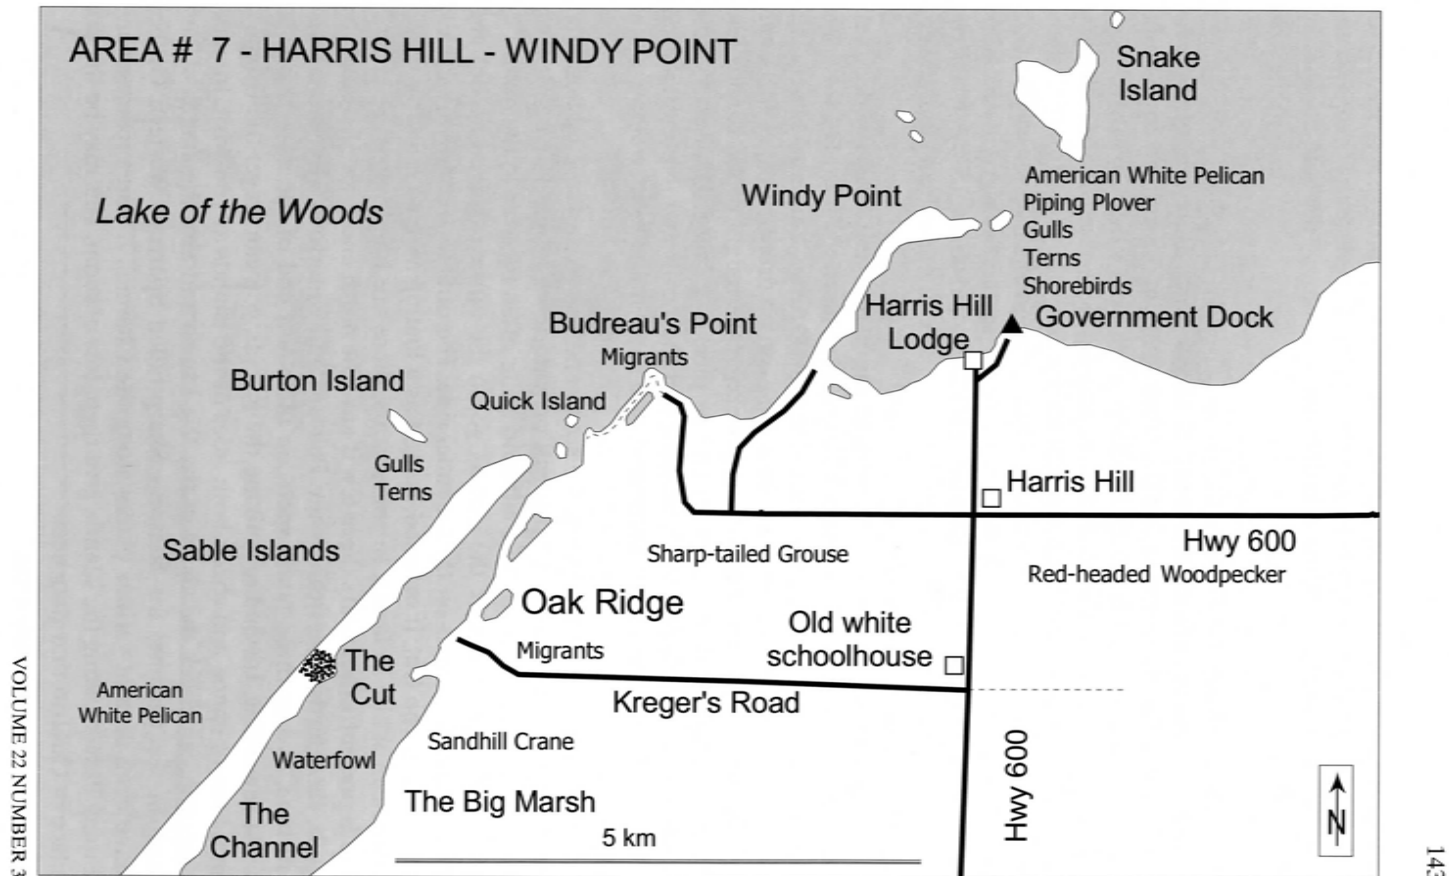 AREA # 7 - HARRIS HILL - WINDY POINT
Snake
Island
American White Pelican
Piping Plover
Gulls
Terns
Shorebirds
Windy Point
Lake of the Woods
Harris Hill
Lodge
Government Dock
Budreau's Point
Migrants
Burton Island
Quick Island
Gulls
Terns
Harris Hill
Hwy 600
Sable Islands
Sharp-tailed Grouse
Red-headed Woodpecker
Oak Ridge
Old white
schoolhouse
Migrants
The
Cut
American
White Pelican
Kreger's Road
Sandhill Crane
Waterfowl
Hwy 600
The Big Marsh
The
Channel
5 km
N
VOLUME 22 NUMBER 3
143